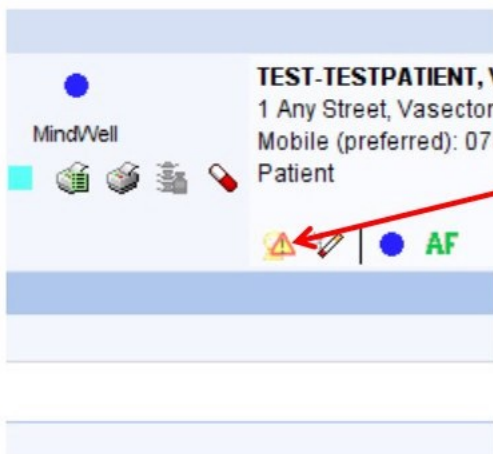 MindWell
TEST-TESTPATIENT,
1 Any Street,
Mobile (preferred): 07
Patient
AF